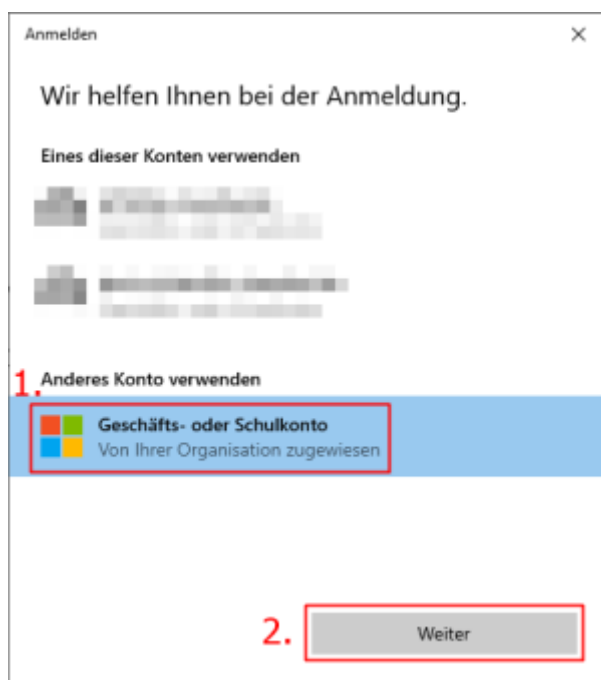 Anmelden
Wir helfen Ihnen bei der Anmeldung.
Eines dieser Konten verwenden
Anderes Konto verwenden
1.
Geschäfts- oder Schulkonto
Von Ihrer Organisation zugewiesen
2.
Weiter